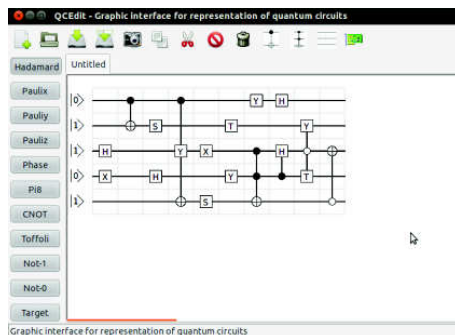 QCEdit - Graphic interface for representation of quantum circuits
Hadamard Untitled
Paulix
Pauliy
Pauliz
Phase
Pi8
CNOT
Toffoli
Not-1
Not-0
Target
|0⟩ Y H
|1⟩ S T Y
|1⟩ H Y X H
|0⟩ X H Y T
|1⟩ S
Graphic interface for representation of quantum circuits